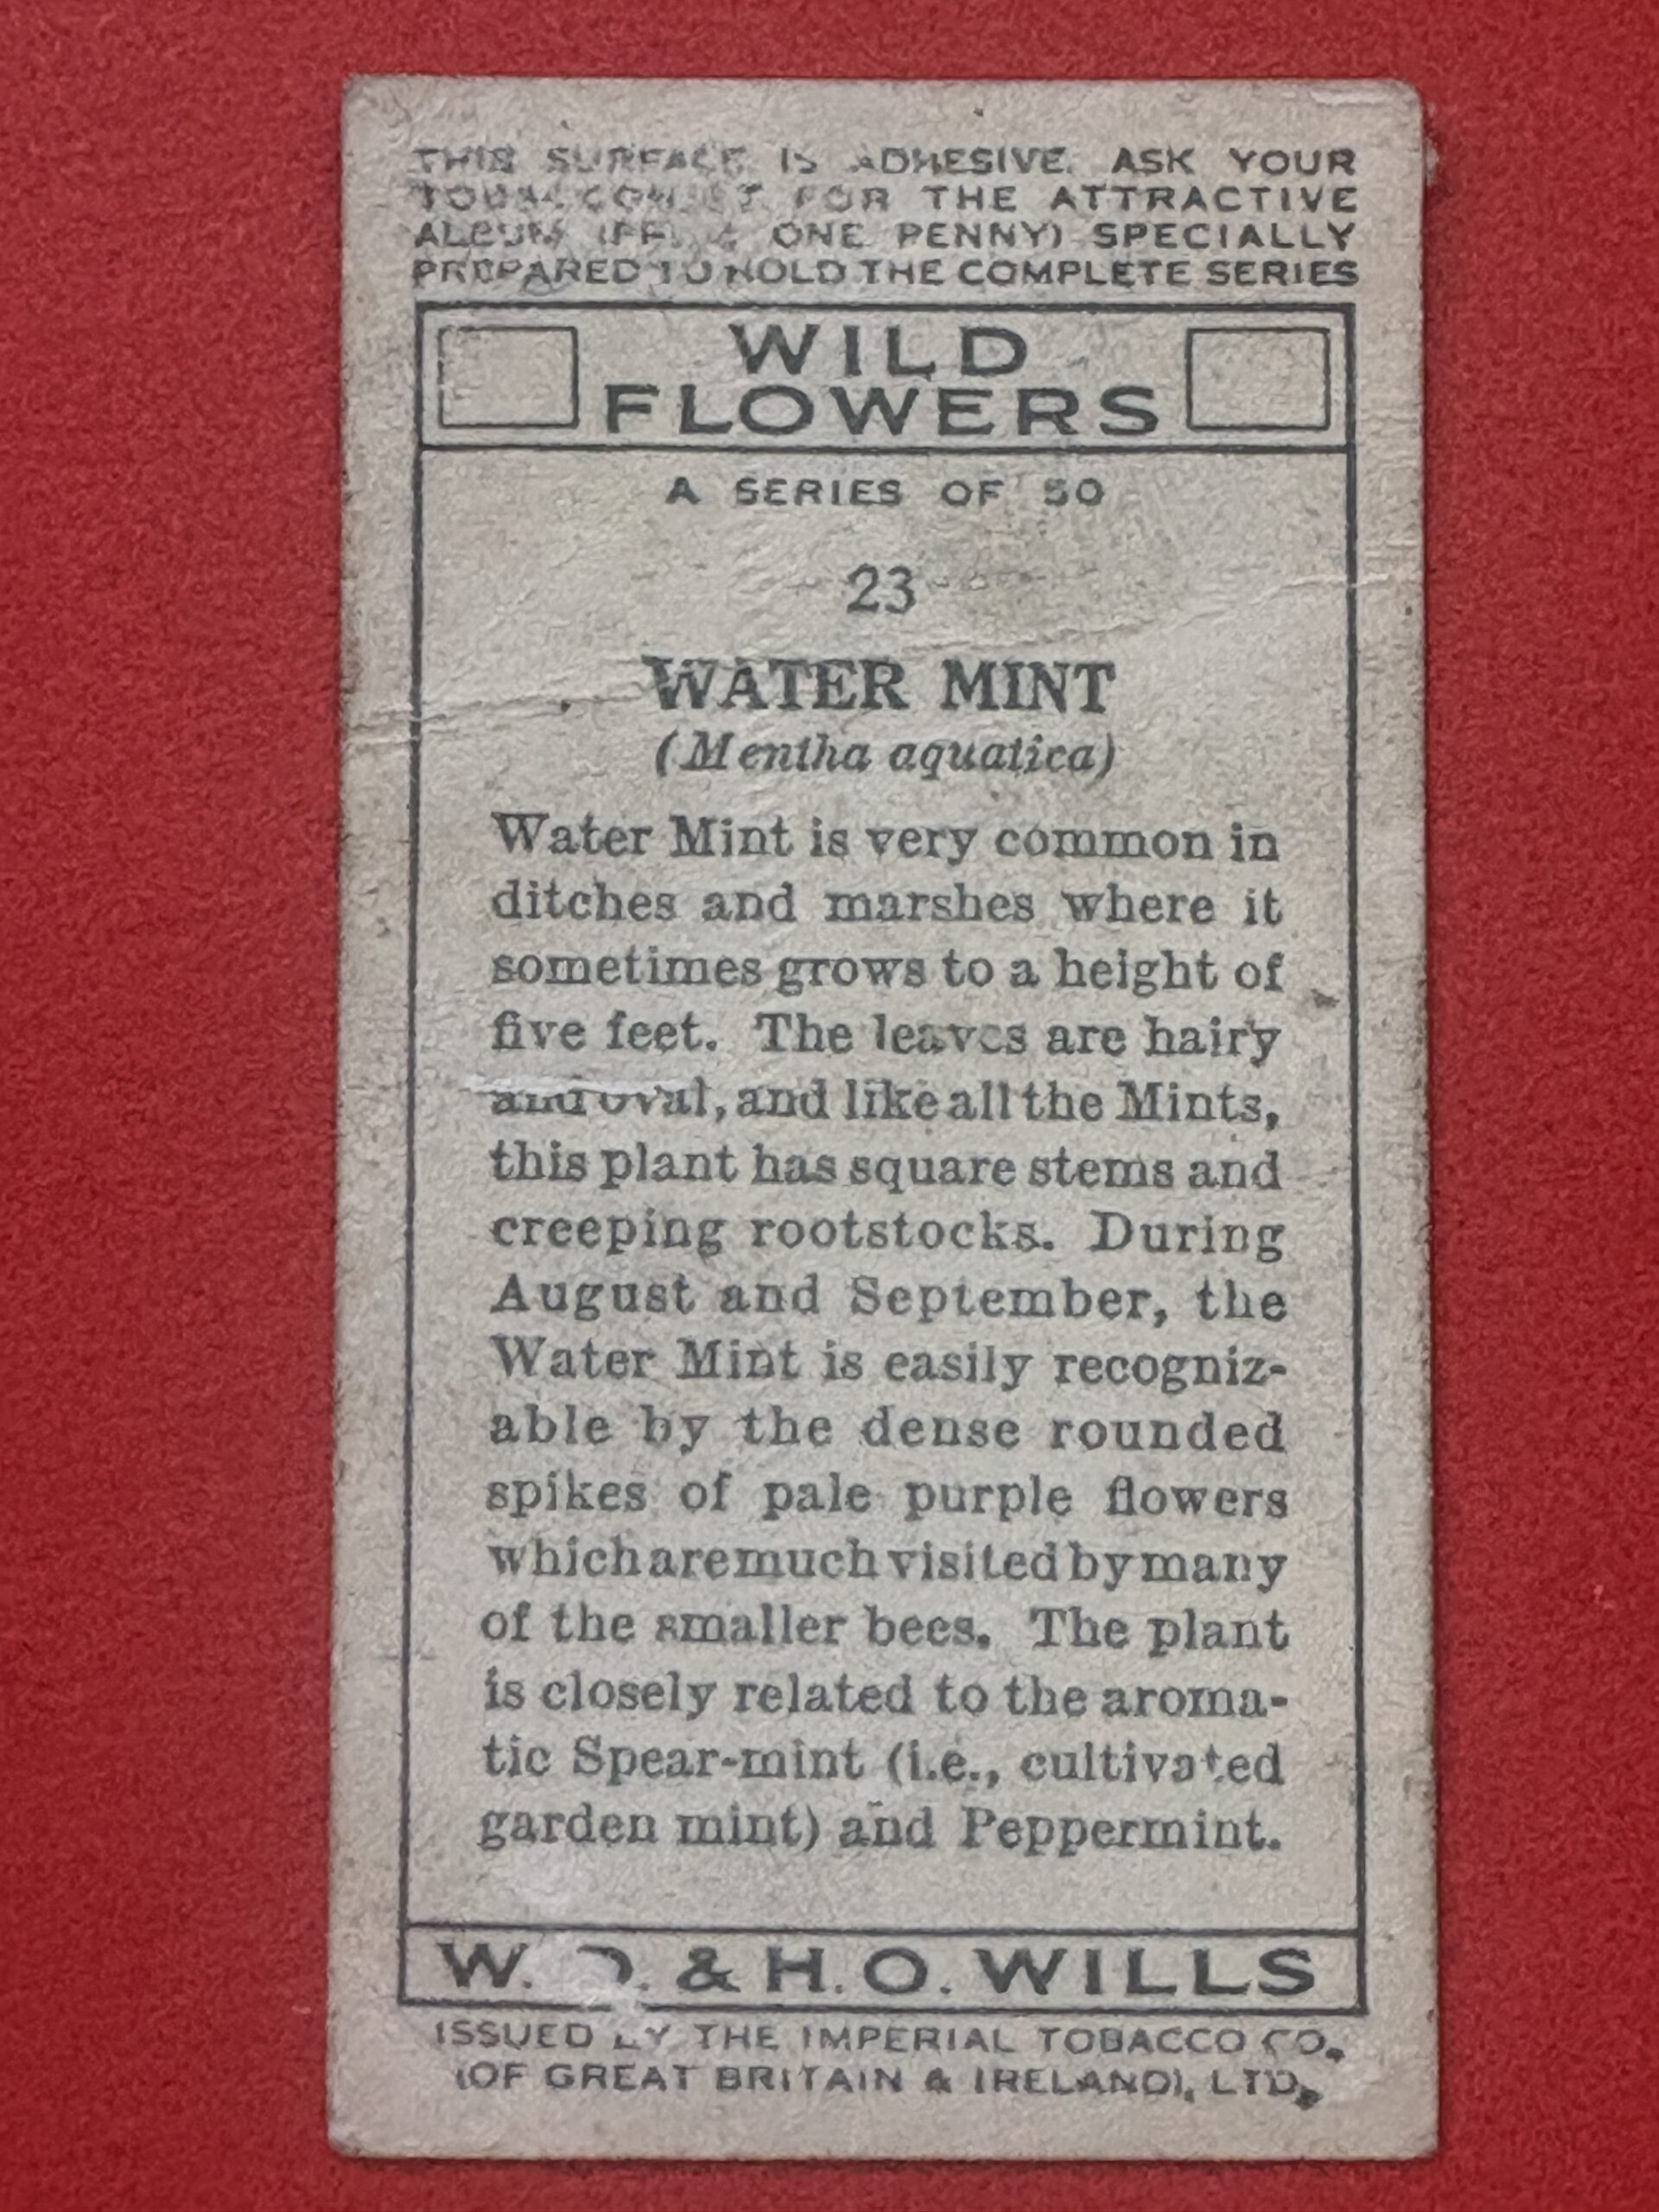 THIS SURFACE IS ADHESIVE. ASK YOUR
TOBACCONIST FOR THE ATTRACTIVE
ALBUM (PRICE ONE PENNY) SPECIALLY
PREPARED TO HOLD THE COMPLETE SERIES
WILD
FLOWERS
A SERIES OF 50
23
WATER MINT
(Mentha aquatica)
Water Mint is very common in
ditches and marshes where it
sometimes grows to a height of
five feet. The leaves are hairy
and oval, and like all the Mints,
this plant has square stems and
creeping rootstocks. During
August and September, the
Water Mint is easily recogniz-
able by the dense rounded
spikes of pale purple flowers
which are much visited by many
of the smaller bees. The plant
is closely related to the aroma-
tic Spear-mint (i.e., cultivated
garden mint) and Peppermint.
W. D. & H. O. WILLS
ISSUED BY THE IMPERIAL TOBACCO CO.
(OF GREAT BRITAIN & IRELAND), LTD.